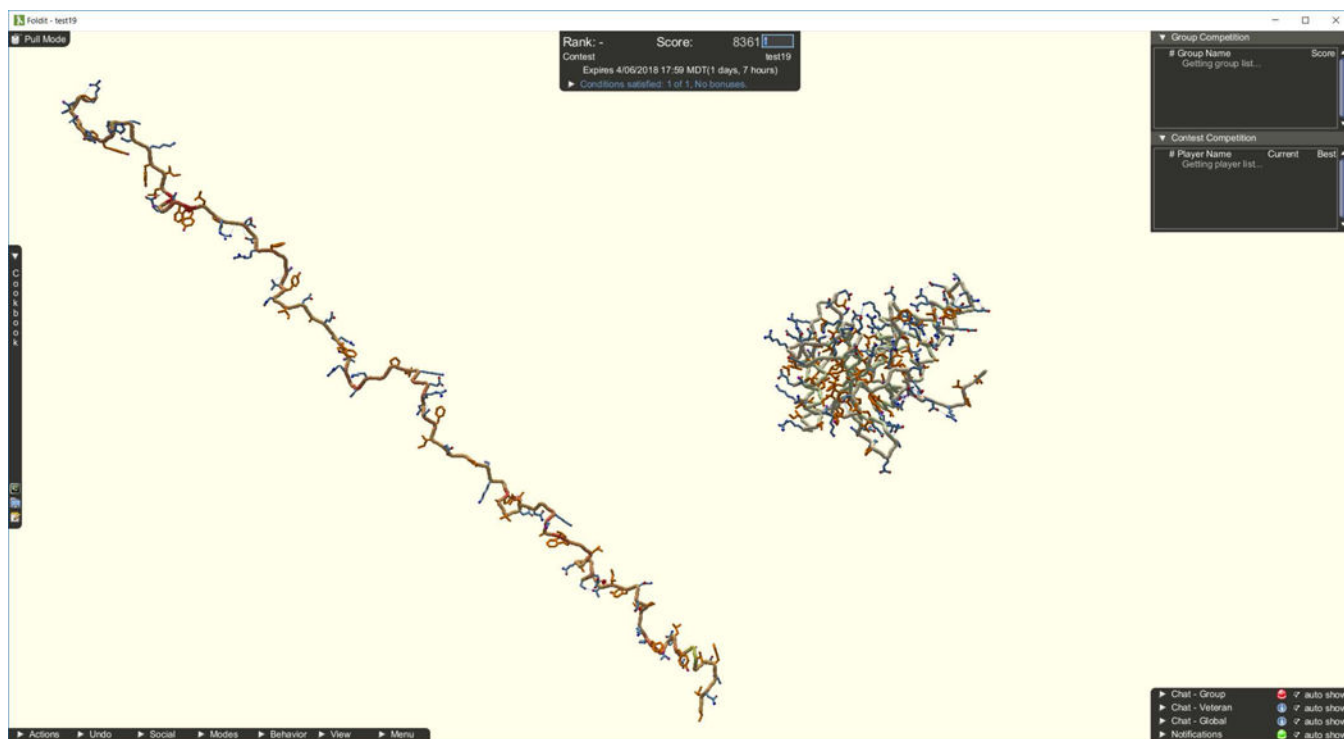 Foldit - test19
Pull Mode
Rank: - Score: 8361
Contest test19
Expires 4/06/2018 17:59 MDT(1 days, 7 hours)
Conditions satisfied: 1 of 1, No bonuses.
Group Competition
# Group Name Score
Getting group list...
Contest Competition
# Player Name Current Best
Getting player list...
Cookbook
Chat - Group auto show
Chat - Veteran auto show
Chat - Global auto show
Notifications auto show
Actions Undo Social Modes Behavior View Menu